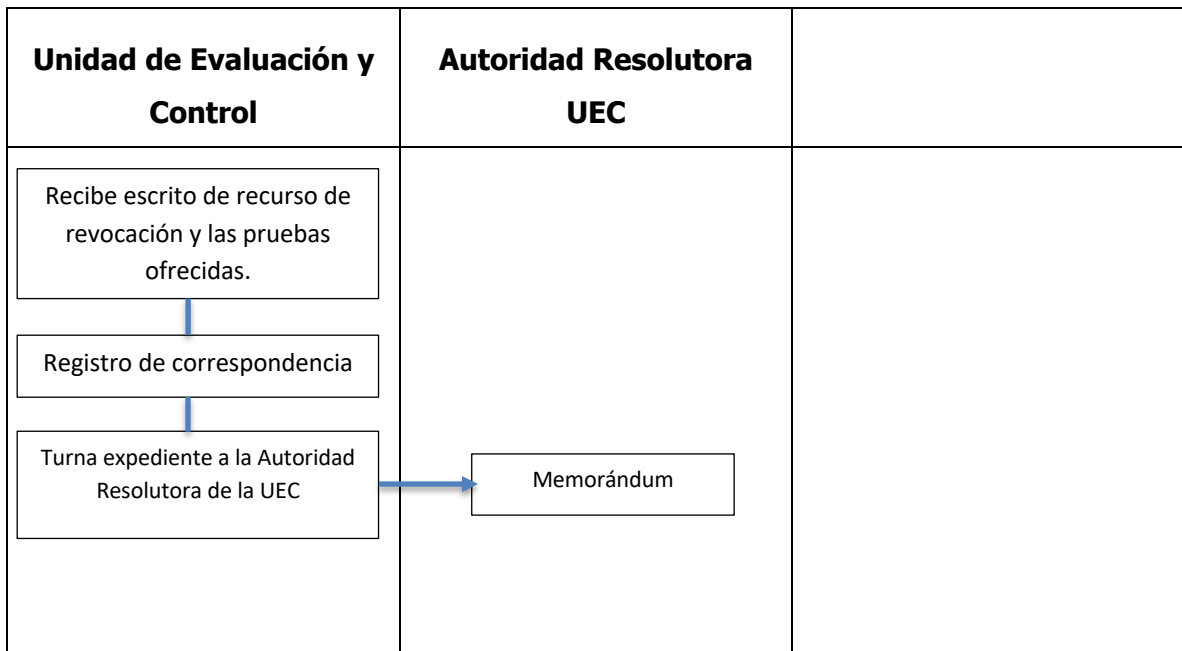 Unidad de Evaluación y
Control
Autoridad Resolutora
UEC
Recibe escrito de recurso de
revocación y las pruebas
ofrecidas.
Registro de correspondencia
Turna expediente a la Autoridad
Resolutora de la UEC
Memorándum